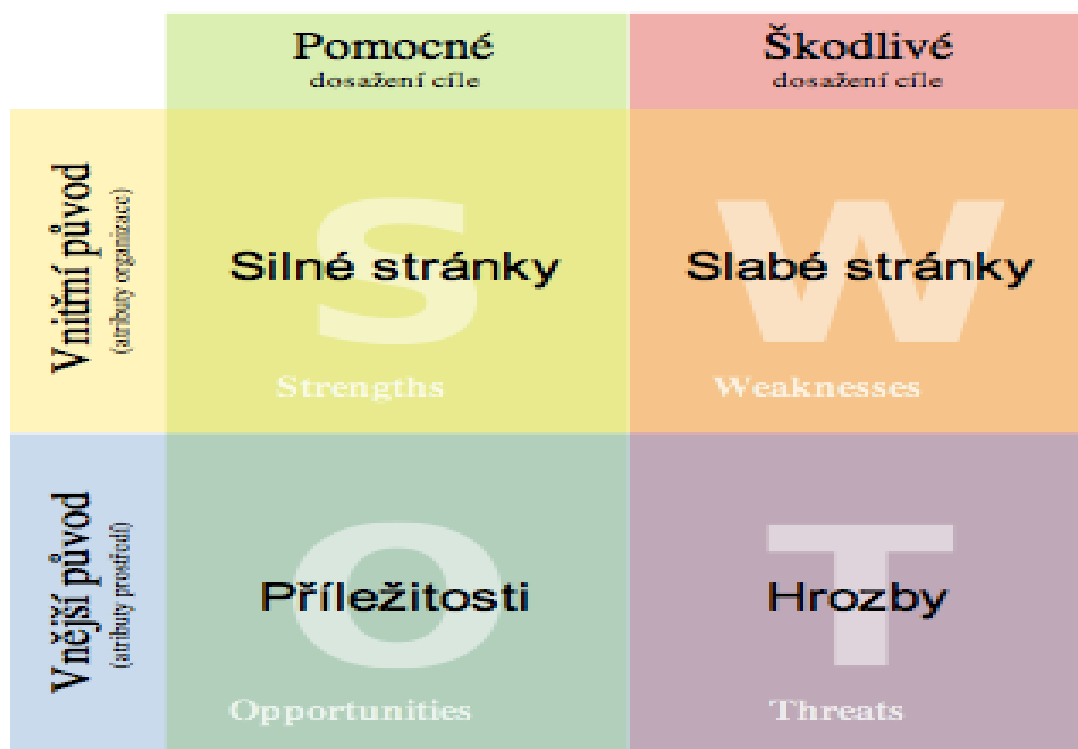 Pomocné
dosažení cíle
Škodlivé
dosažení cíle
Vnitřní původ
(atributy organizace)
S
Silné stránky
Strengths
W
Slabé stránky
Weaknesses
Vnější původ
(atributy prostředí)
O
Příležitosti
Opportunities
T
Hrozby
Threats